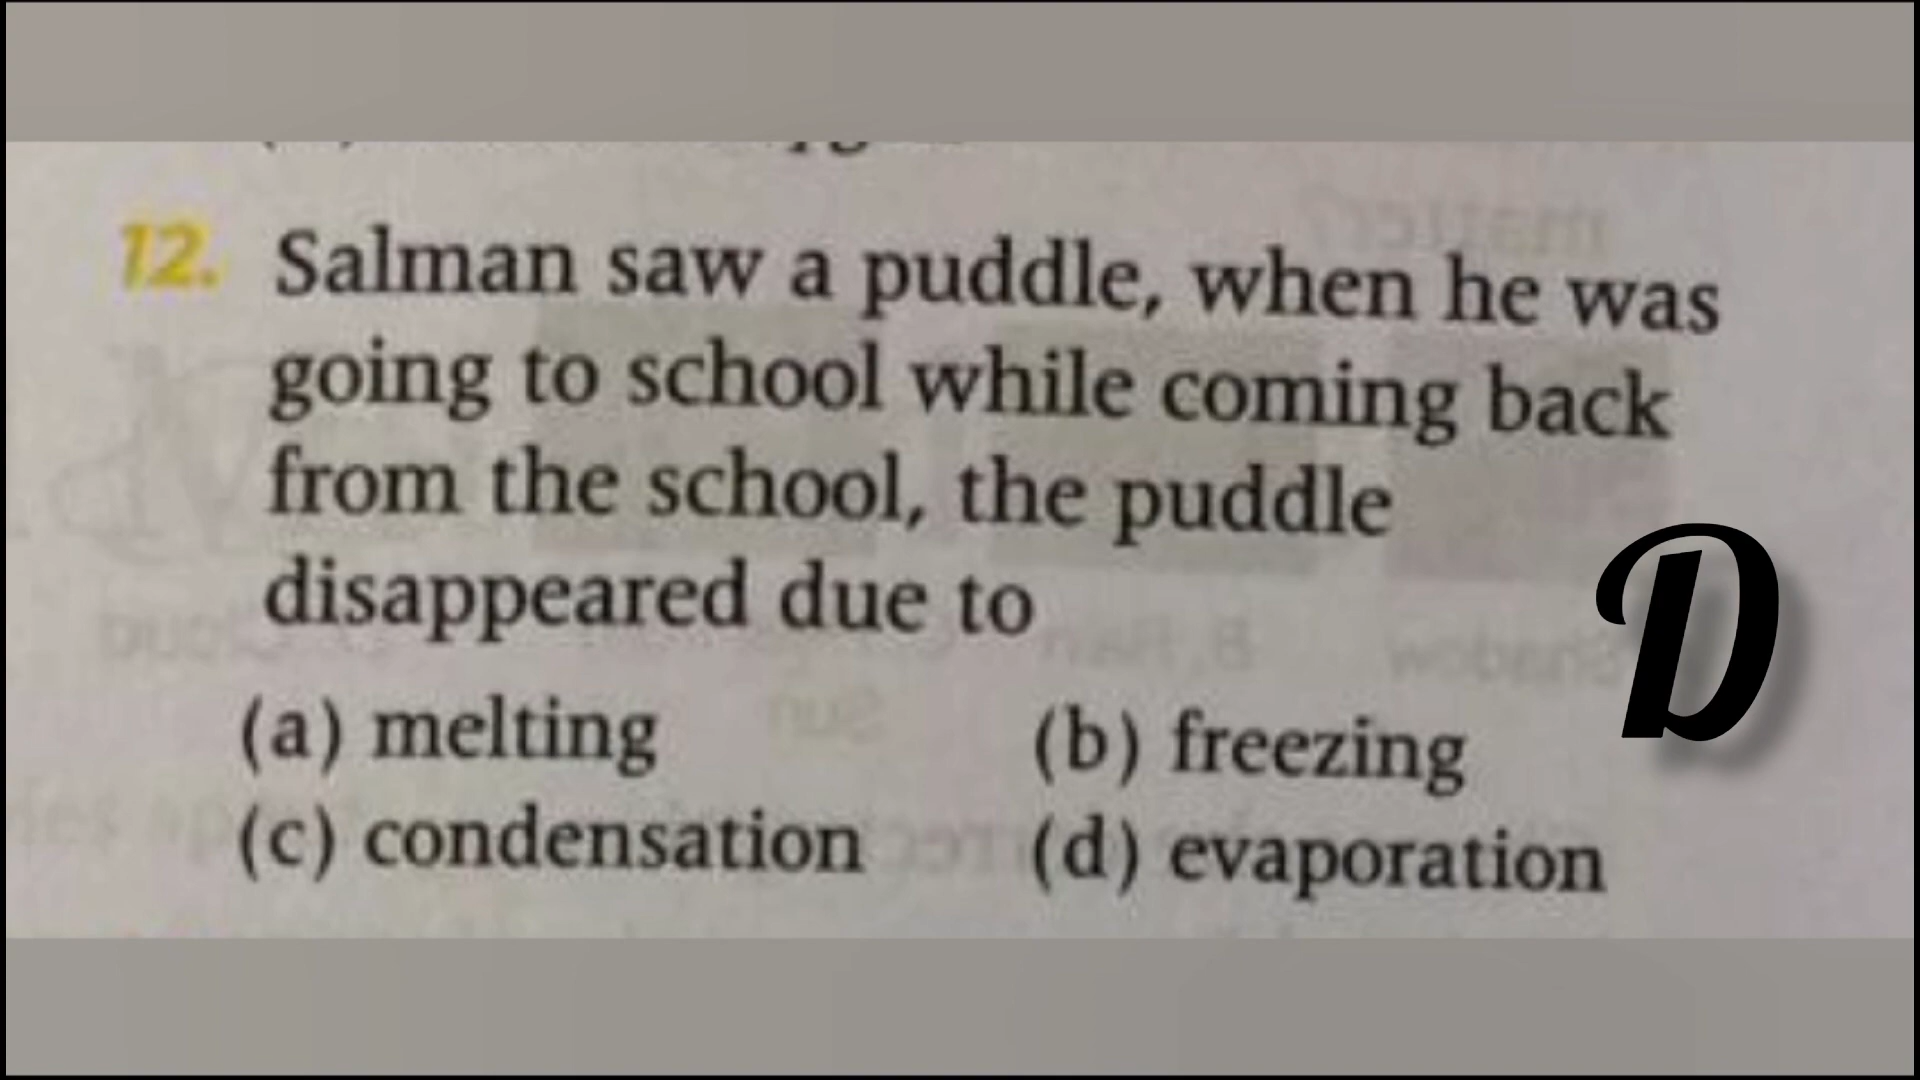 12. Salman saw a puddle, when he was
going to school while coming back
from the school, the puddle
disappeared due to
(a) melting (b) freezing
(c) condensation (d) evaporation
D